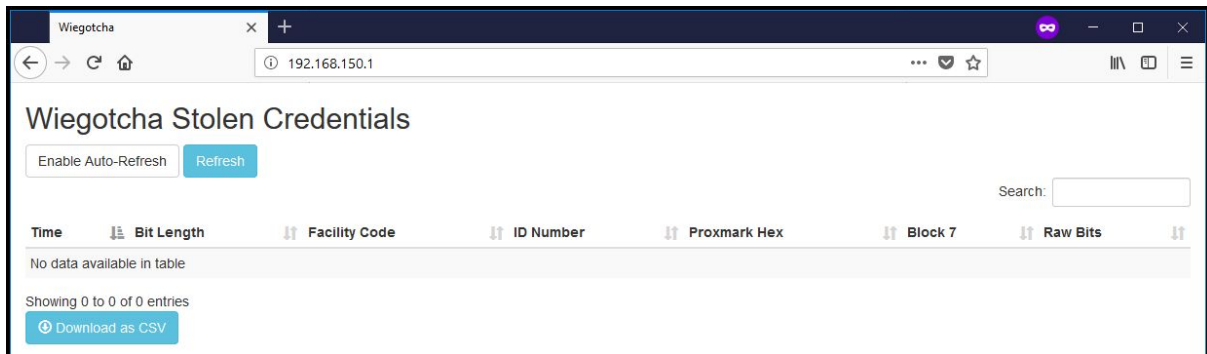 Wiegotcha
192.168.150.1
Wiegotcha Stolen Credentials
Enable Auto-Refresh Refresh
Search:
Time Bit Length Facility Code ID Number Proxmark Hex Block 7 Raw Bits
No data available in table
Showing 0 to 0 of 0 entries
Download as CSV